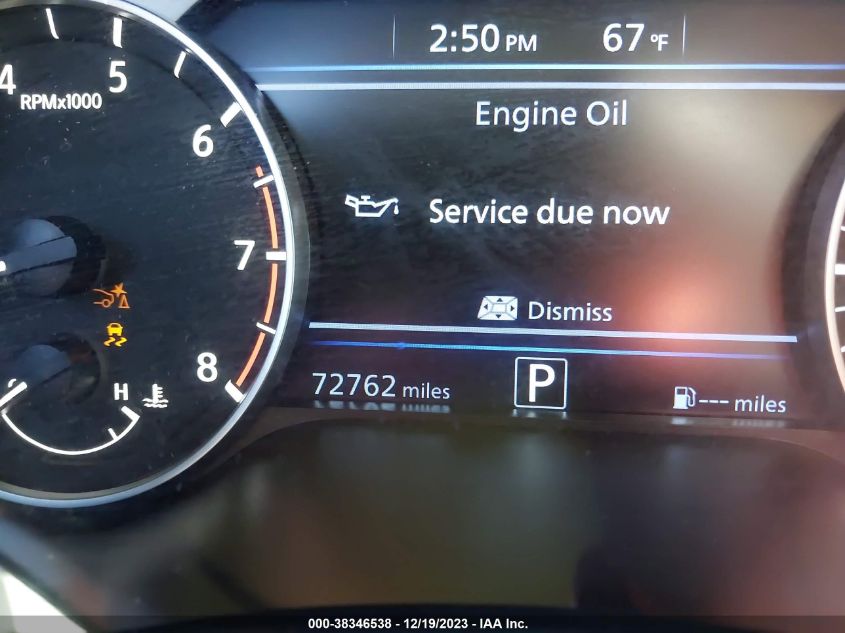 2:50 PM 67 °F
4 5
RPMx1000
6
Engine Oil
Service due now
7
Dismiss
8
H
72762 miles P --- miles
000-38346538 - 12/19/2023 - IAA Inc.